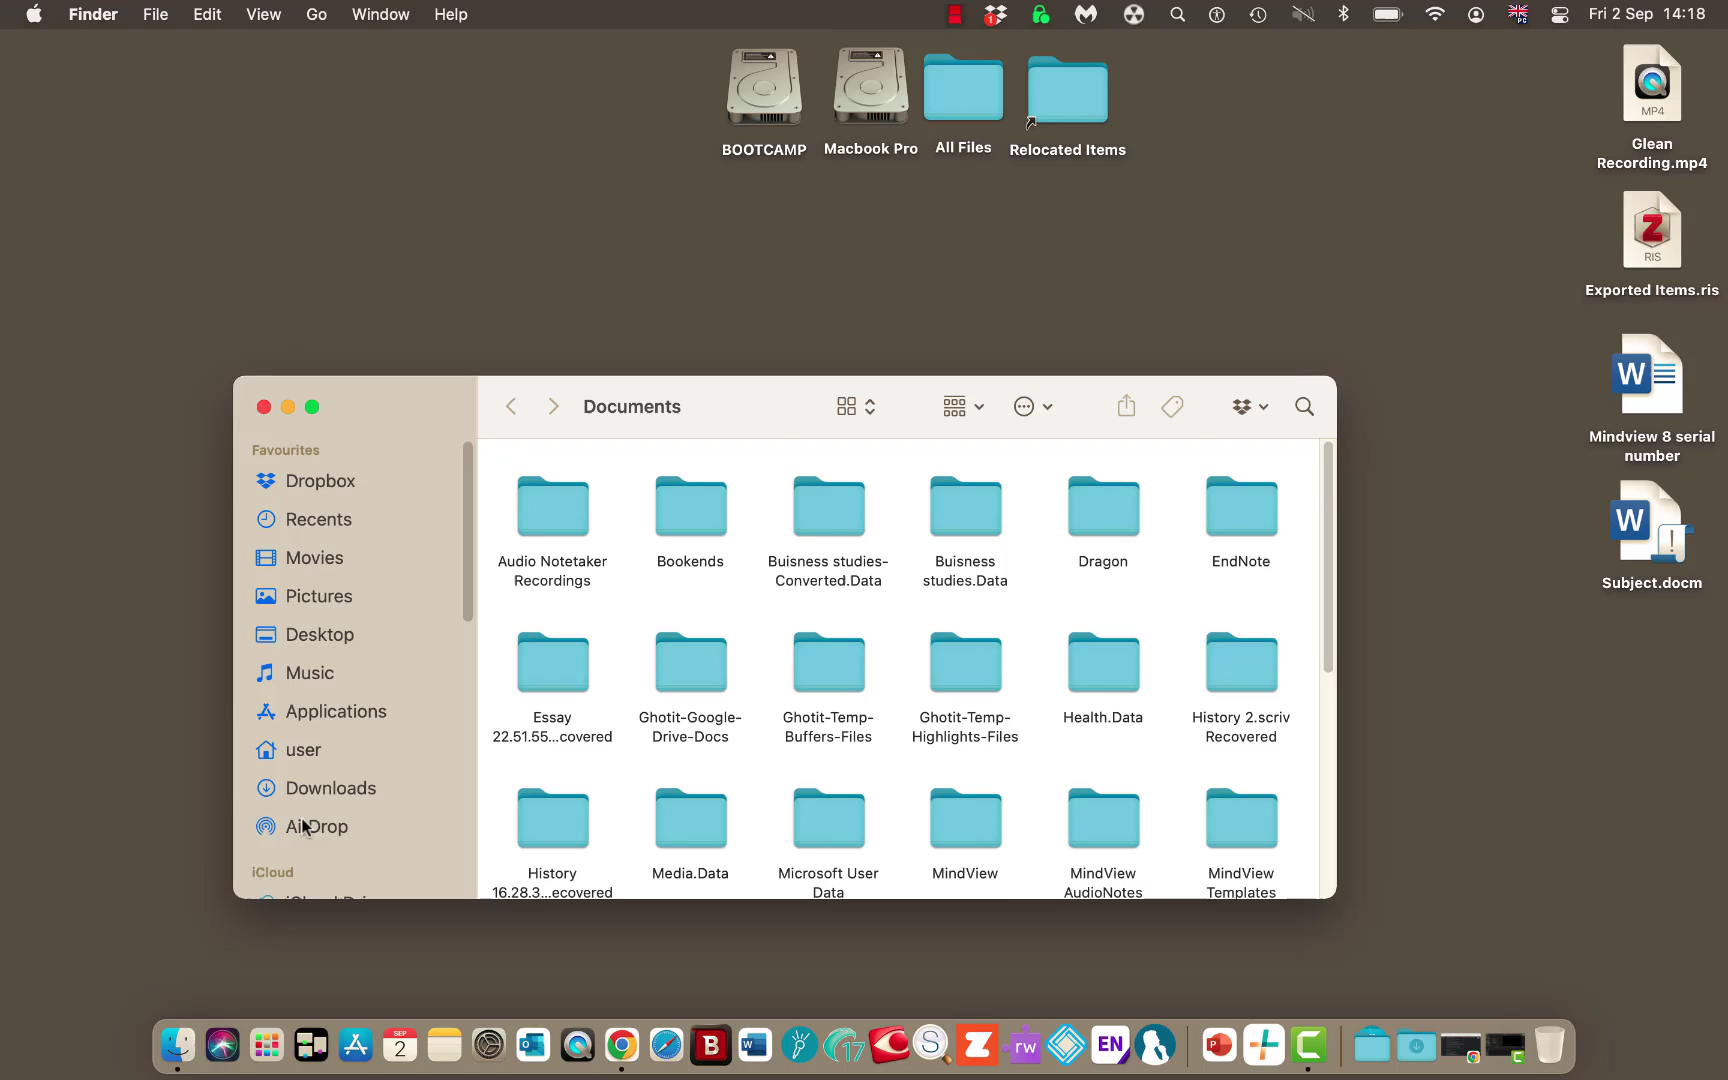 Finder File Edit View Go Window Help
1
PC
Fri 2 Sep 14:18
BOOTCAMP
Macbook Pro
All Files
Relocated Items
MP4
Glean
Recording.mp4
Z
RIS
Exported Items.ris
W
Mindview 8 serial
number
W
Subject.docm
Documents
Favourites
Dropbox
Recents
Movies
Pictures
Desktop
Music
Applications
user
Downloads
AirDrop
iCloud
Audio Notetaker
Recordings
Bookends
Buisness studies-
Converted.Data
Buisness
studies.Data
Dragon
EndNote
Essay
22.51.55...covered
Ghotit-Google-
Drive-Docs
Ghotit-Temp-
Buffers-Files
Ghotit-Temp-
Highlights-Files
Health.Data
History 2.scriv
Recovered
History
16.28.3...ecovered
Media.Data
Microsoft User
Data
MindView
MindView
AudioNotes
MindView
Templates
SEP
2
B
W
17
S
Z
rw
EN
P
C